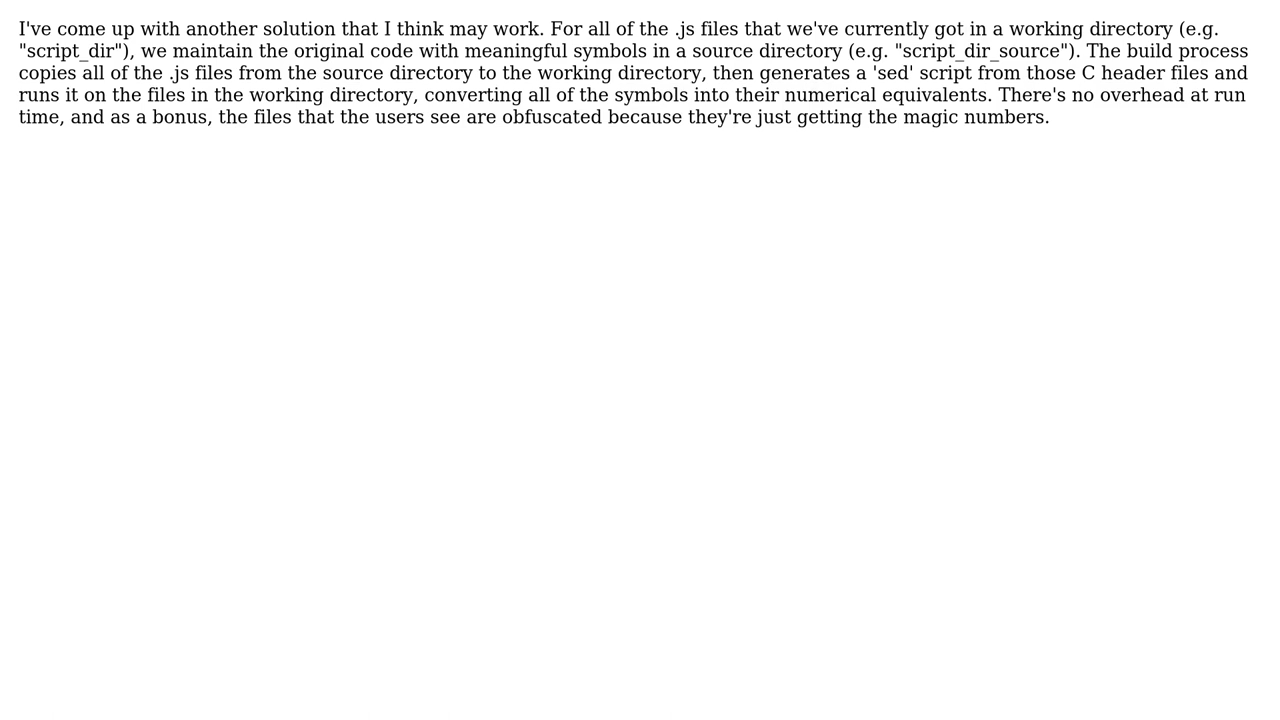 I've come up with another solution that I think may work. For all of the .js files that we've currently got in a working directory (e.g.
"script_dir"), we maintain the original code with meaningful symbols in a source directory (e.g. "script_dir_source"). The build process
copies all of the .js files from the source directory to the working directory, then generates a 'sed' script from those C header files and
runs it on the files in the working directory, converting all of the symbols into their numerical equivalents. There's no overhead at run
time, and as a bonus, the files that the users see are obfuscated because they're just getting the magic numbers.